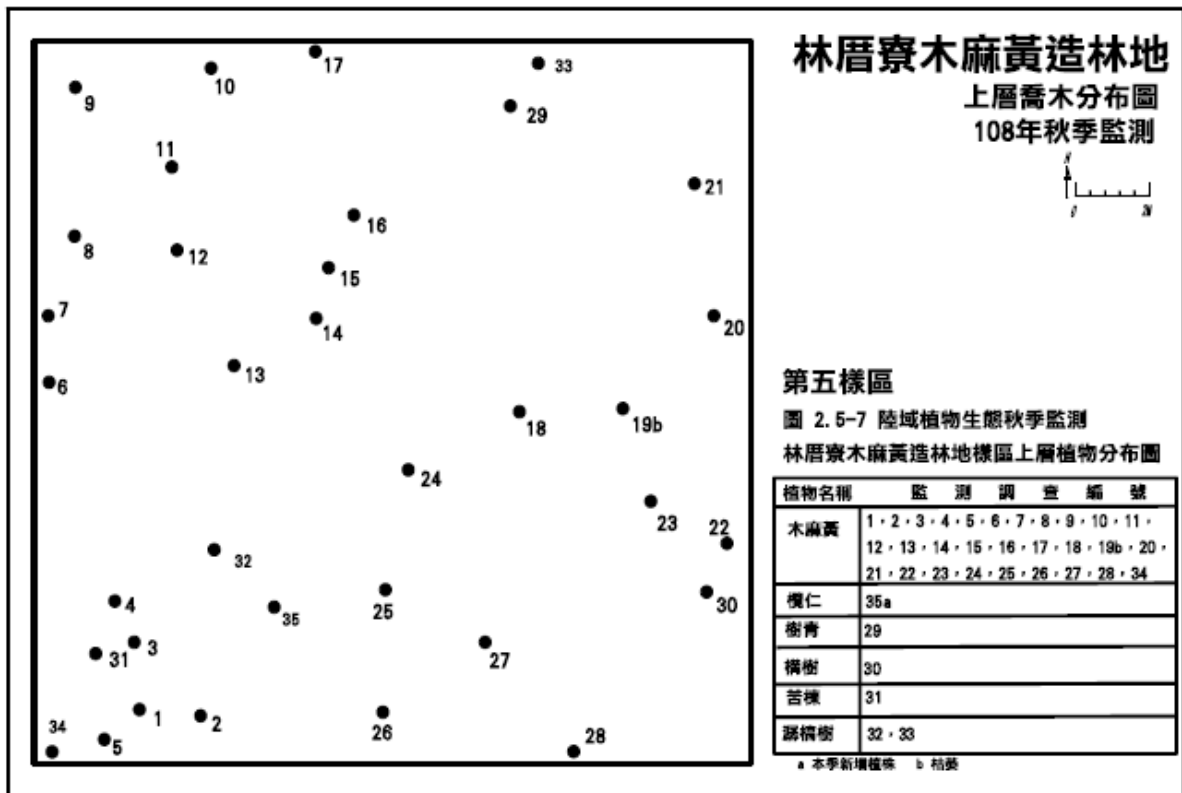 林厝寮木麻黃造林地
上層喬木分布圖
108年秋季監測
N
0 2M
17
10
33
9
29
11
21
16
8
12
15
7
14
20
13
6
18
19b
24
23
22
32
4
25
30
35
3
31
27
1
2
26
34
5
28
第五樣區
圖 2.5-7 陸域植物生態秋季監測
林厝寮木麻黃造林地樣區上層植物分布圖
植物名稱 監測調查編號
木麻黃 1，2，3，4，5，6，7，8，9，10，11，
12，13，14，15，16，17，18，19b，20，
21，22，23，24，25，26，27，28，34
欖仁 35a
樹青 29
構樹 30
苦楝 31
潺槁樹 32，33
a 本季新增植株 b 枯萎